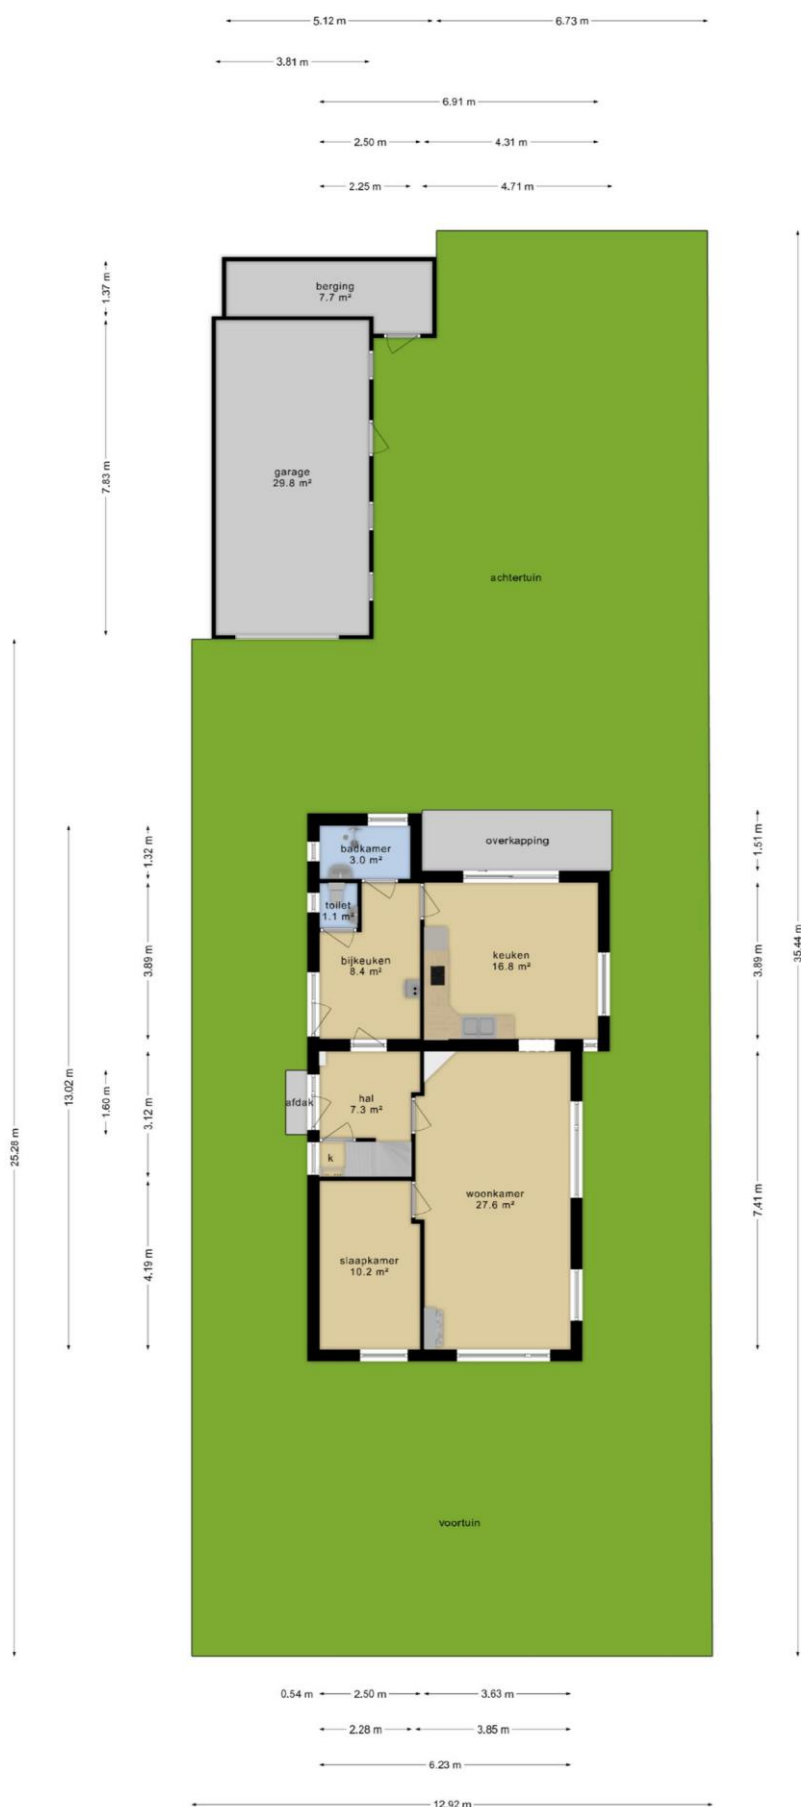 5.12 m
6.73 m
3.81 m
6.91 m
2.50 m
4.31 m
2.25 m
4.71 m
1.37 m
berging
7.7 m²
7.83 m
garage
29.8 m²
achtertuin
1.32 m
badkamer
3.0 m²
overkapping
1.51 m
35.44 m
toilet
1.1 m²
3.89 m
bijkeuken
8.4 m²
keuken
16.8 m²
3.89 m
13.02 m
25.28 m
1.60 m
3.12 m
afdak
hal
7.3 m²
k
woonkamer
27.6 m²
7.41 m
4.19 m
slaapkamer
10.2 m²
voortuin
0.54 m
2.50 m
3.63 m
2.28 m
3.85 m
6.23 m
12.92 m